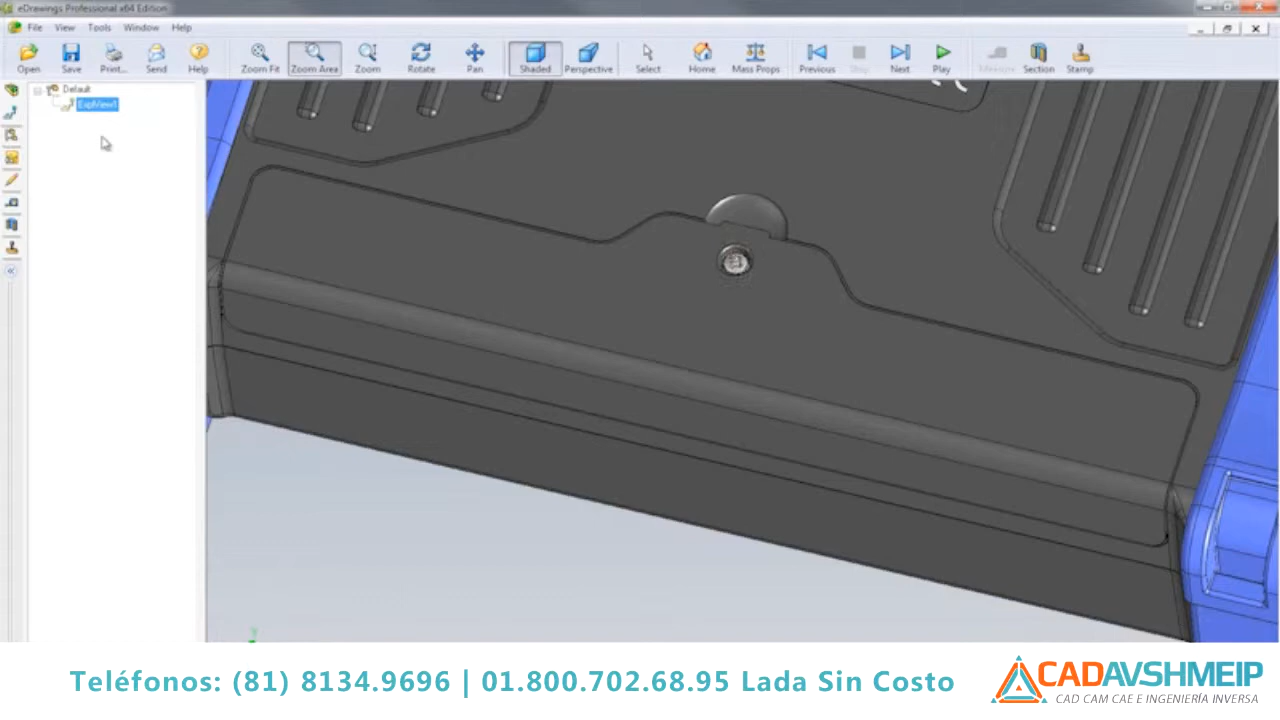 eDrawings Professional x64 Edition
File View Tools Window Help
Open Save Print... Send Help Zoom Fit Zoom Area Zoom Rotate Pan Shaded Perspective Select Home Mass Props Previous Stop Next Play Measure Section Stamp
Default
ExpView1
Teléfonos: (81) 8134.9696 | 01.800.702.68.95 Lada Sin Costo
CADAVSHMEIP
CAD CAM CAE E INGENIERÍA INVERSA